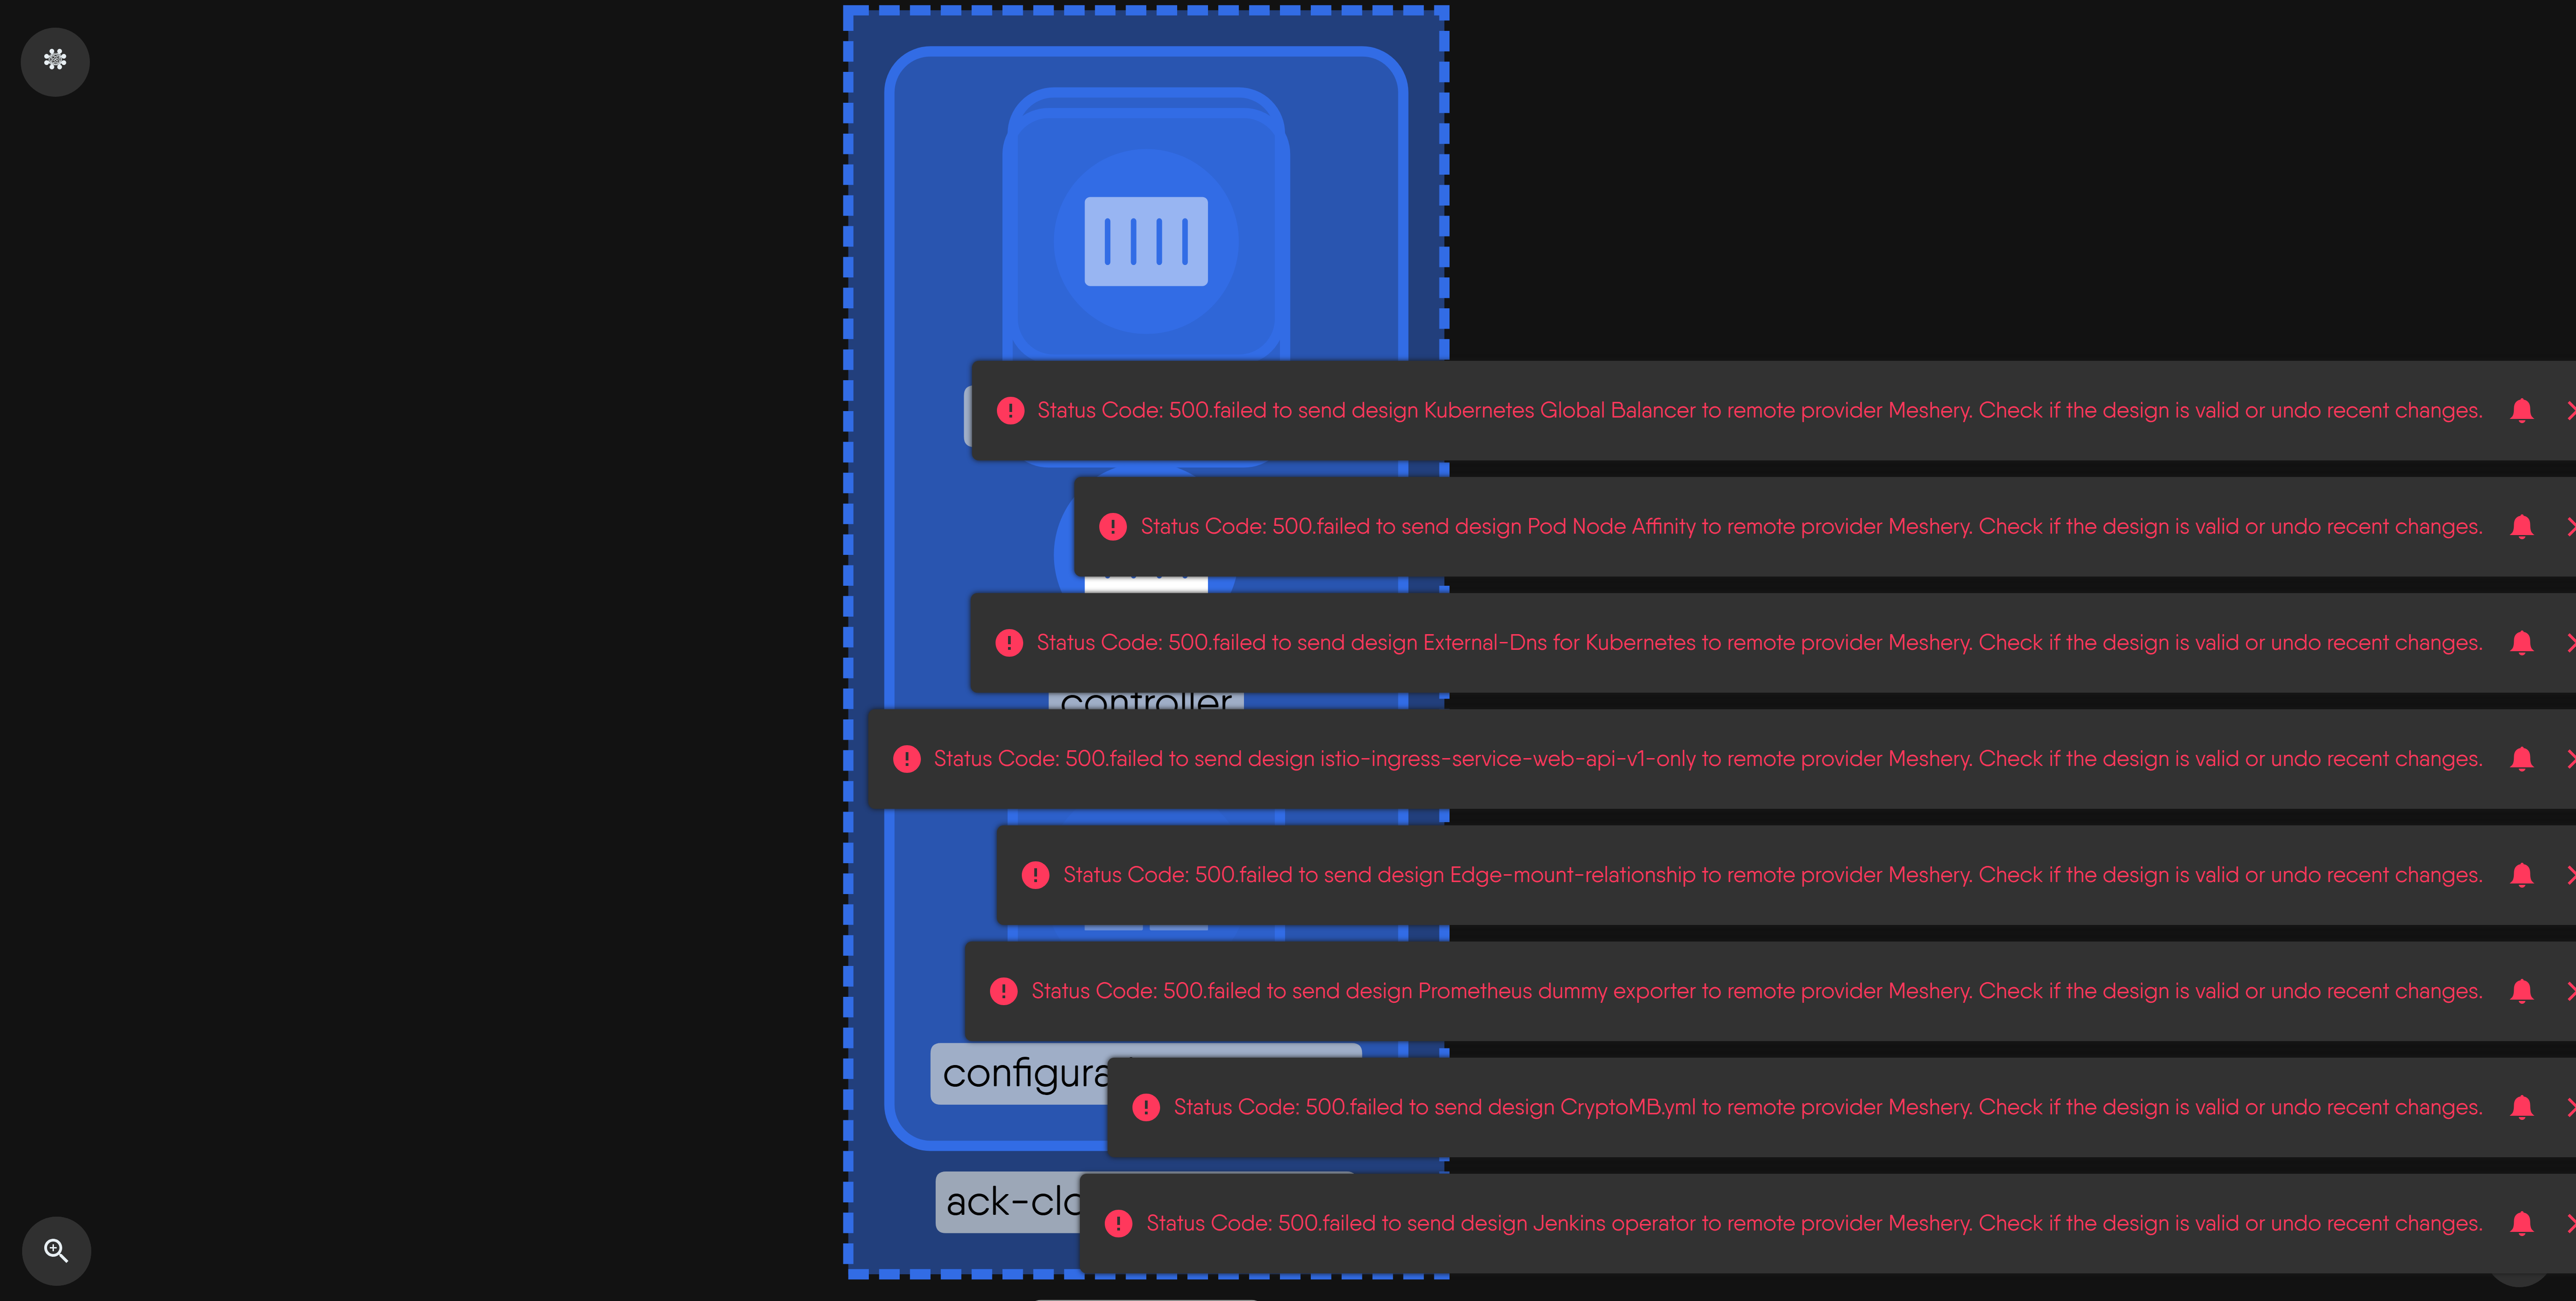 Status Code: 500.failed to send design Kubernetes Global Balancer to remote provider Meshery. Check if the design is valid or undo recent changes.
Status Code: 500.failed to send design Pod Node Affinity to remote provider Meshery. Check if the design is valid or undo recent changes.
Status Code: 500.failed to send design External-Dns for Kubernetes to remote provider Meshery. Check if the design is valid or undo recent changes.
controller
Status Code: 500.failed to send design istio-ingress-service-web-api-v1-only to remote provider Meshery. Check if the design is valid or undo recent changes.
Status Code: 500.failed to send design Edge-mount-relationship to remote provider Meshery. Check if the design is valid or undo recent changes.
Status Code: 500.failed to send design Prometheus dummy exporter to remote provider Meshery. Check if the design is valid or undo recent changes.
Status Code: 500.failed to send design CryptoMB.yml to remote provider Meshery. Check if the design is valid or undo recent changes.
Status Code: 500.failed to send design Jenkins operator to remote provider Meshery. Check if the design is valid or undo recent changes.